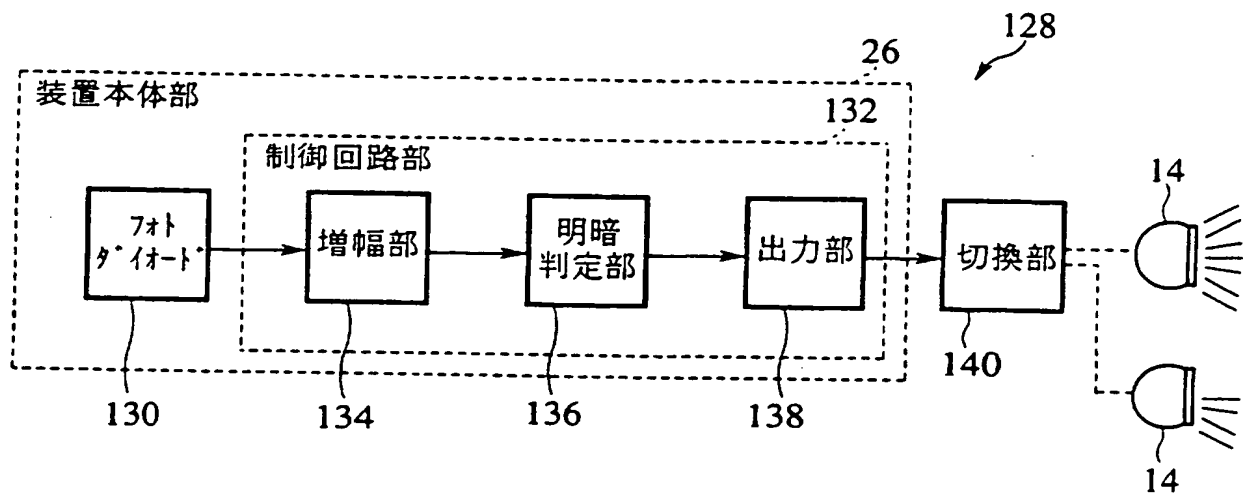 128
26
装置本体部
132
制御回路部
14
フォト
ダイオード
増幅部
明暗
判定部
出力部
切換部
130
134
136
138
140
14